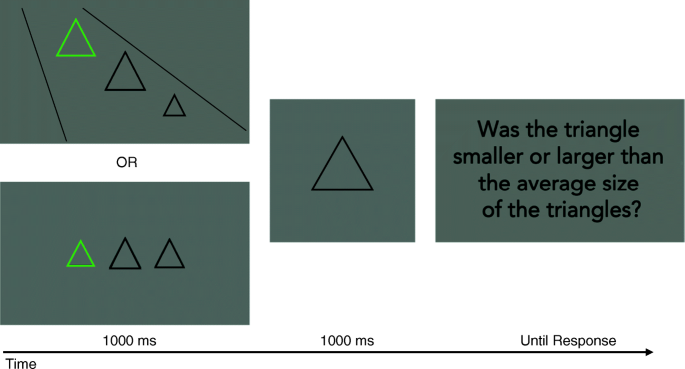 OR
Was the triangle
smaller or larger than
the average size
of the triangles?
1000 ms
1000 ms
Until Response
Time